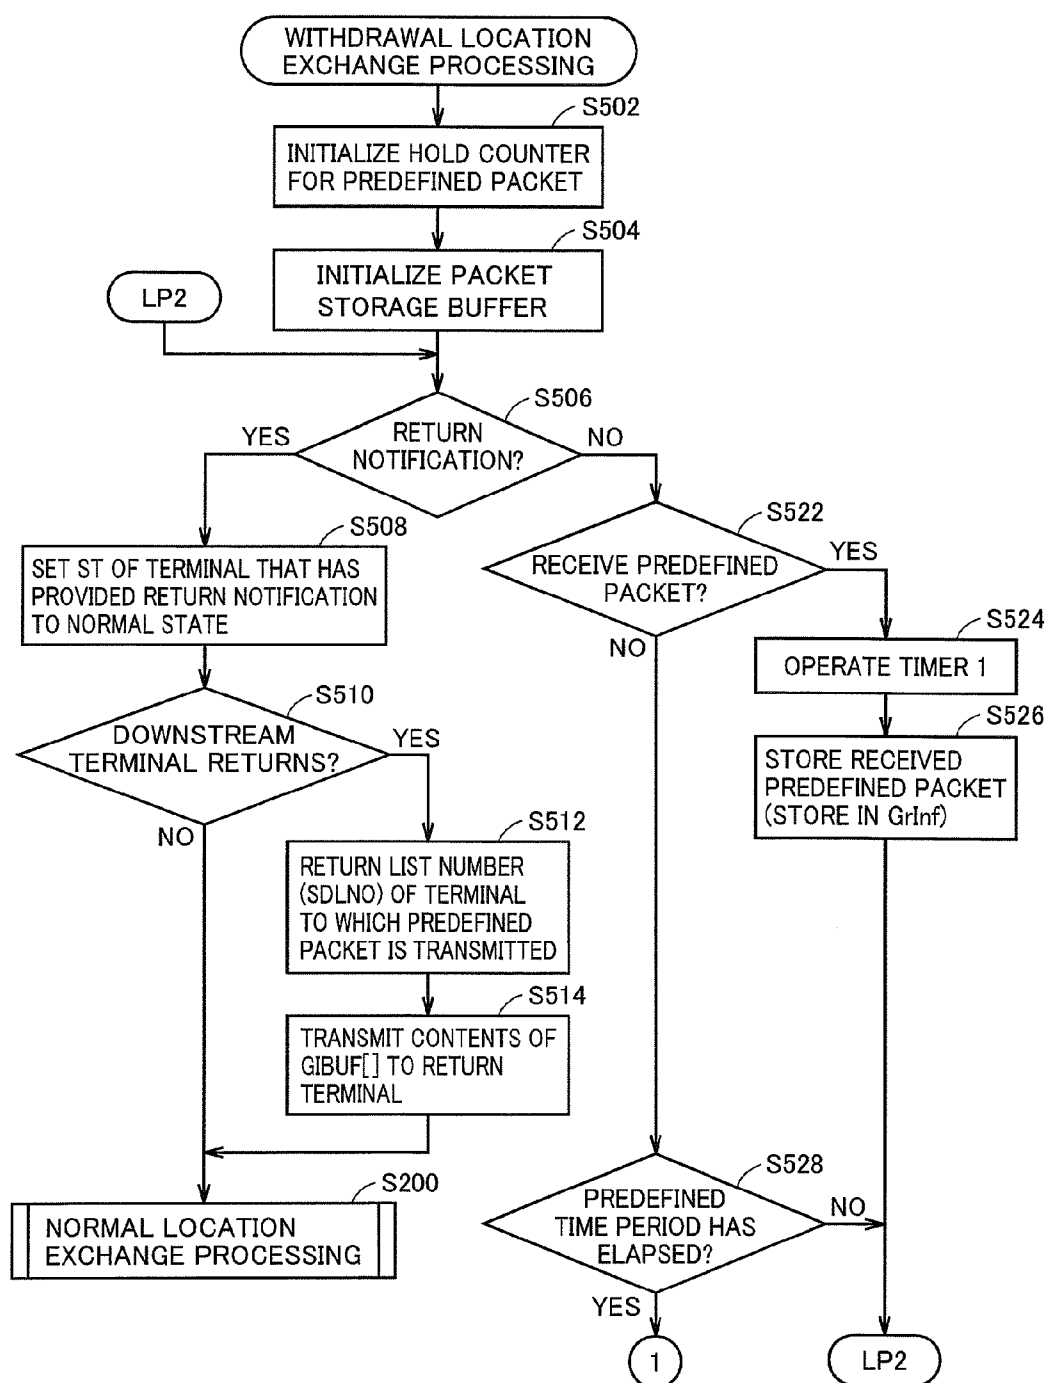 WITHDRAWAL LOCATION
EXCHANGE PROCESSING
S502
INITIALIZE HOLD COUNTER
FOR PREDEFINED PACKET
S504
INITIALIZE PACKET
STORAGE BUFFER
LP2
S506
RETURN
NOTIFICATION?
YES
NO
S508
SET ST OF TERMINAL THAT HAS
PROVIDED RETURN NOTIFICATION
TO NORMAL STATE
S510
DOWNSTREAM
TERMINAL RETURNS?
YES
NO
S512
RETURN LIST NUMBER
(SDLNO) OF TERMINAL
TO WHICH PREDEFINED
PACKET IS TRANSMITTED
S514
TRANSMIT CONTENTS OF
GIBUF[] TO RETURN
TERMINAL
S200
NORMAL LOCATION
EXCHANGE PROCESSING
S522
RECEIVE PREDEFINED
PACKET?
YES
NO
S524
OPERATE TIMER 1
S526
STORE RECEIVED
PREDEFINED PACKET
(STORE IN GrInf)
S528
PREDEFINED
TIME PERIOD HAS
ELAPSED?
NO
YES
1
LP2